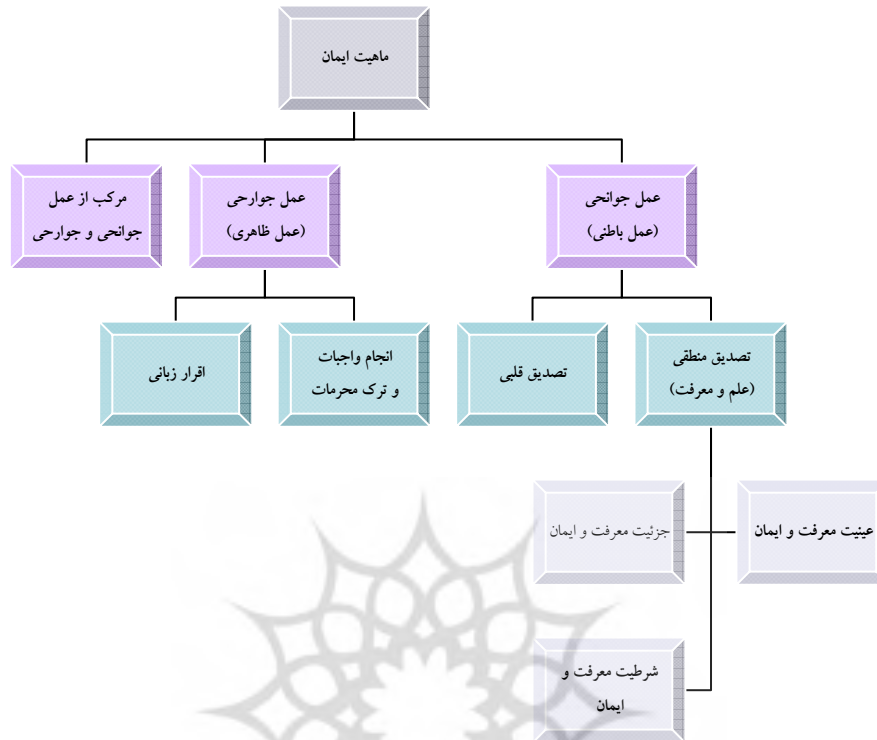 ماهیت ایمان
عمل جوانحی
(عمل باطنی)
عمل جوارحی
(عمل ظاهری)
مرکب از عمل
جوانحی و جوارحی
تصدیق منطقی
(علم و معرفت)
تصدیق قلبی
انجام واجبات
و ترک محرمات
اقرار زبانی
عینیت معرفت و ایمان
جزئیت معرفت و ایمان
شرطیت معرفت و
ایمان